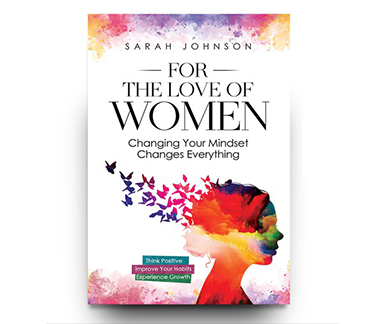 SARAH JOHNSON
FOR
THE LOVE OF
WOMEN
Changing Your Mindset
Changes Everything
Think Positive
Improve Your Habits
Experience Growth